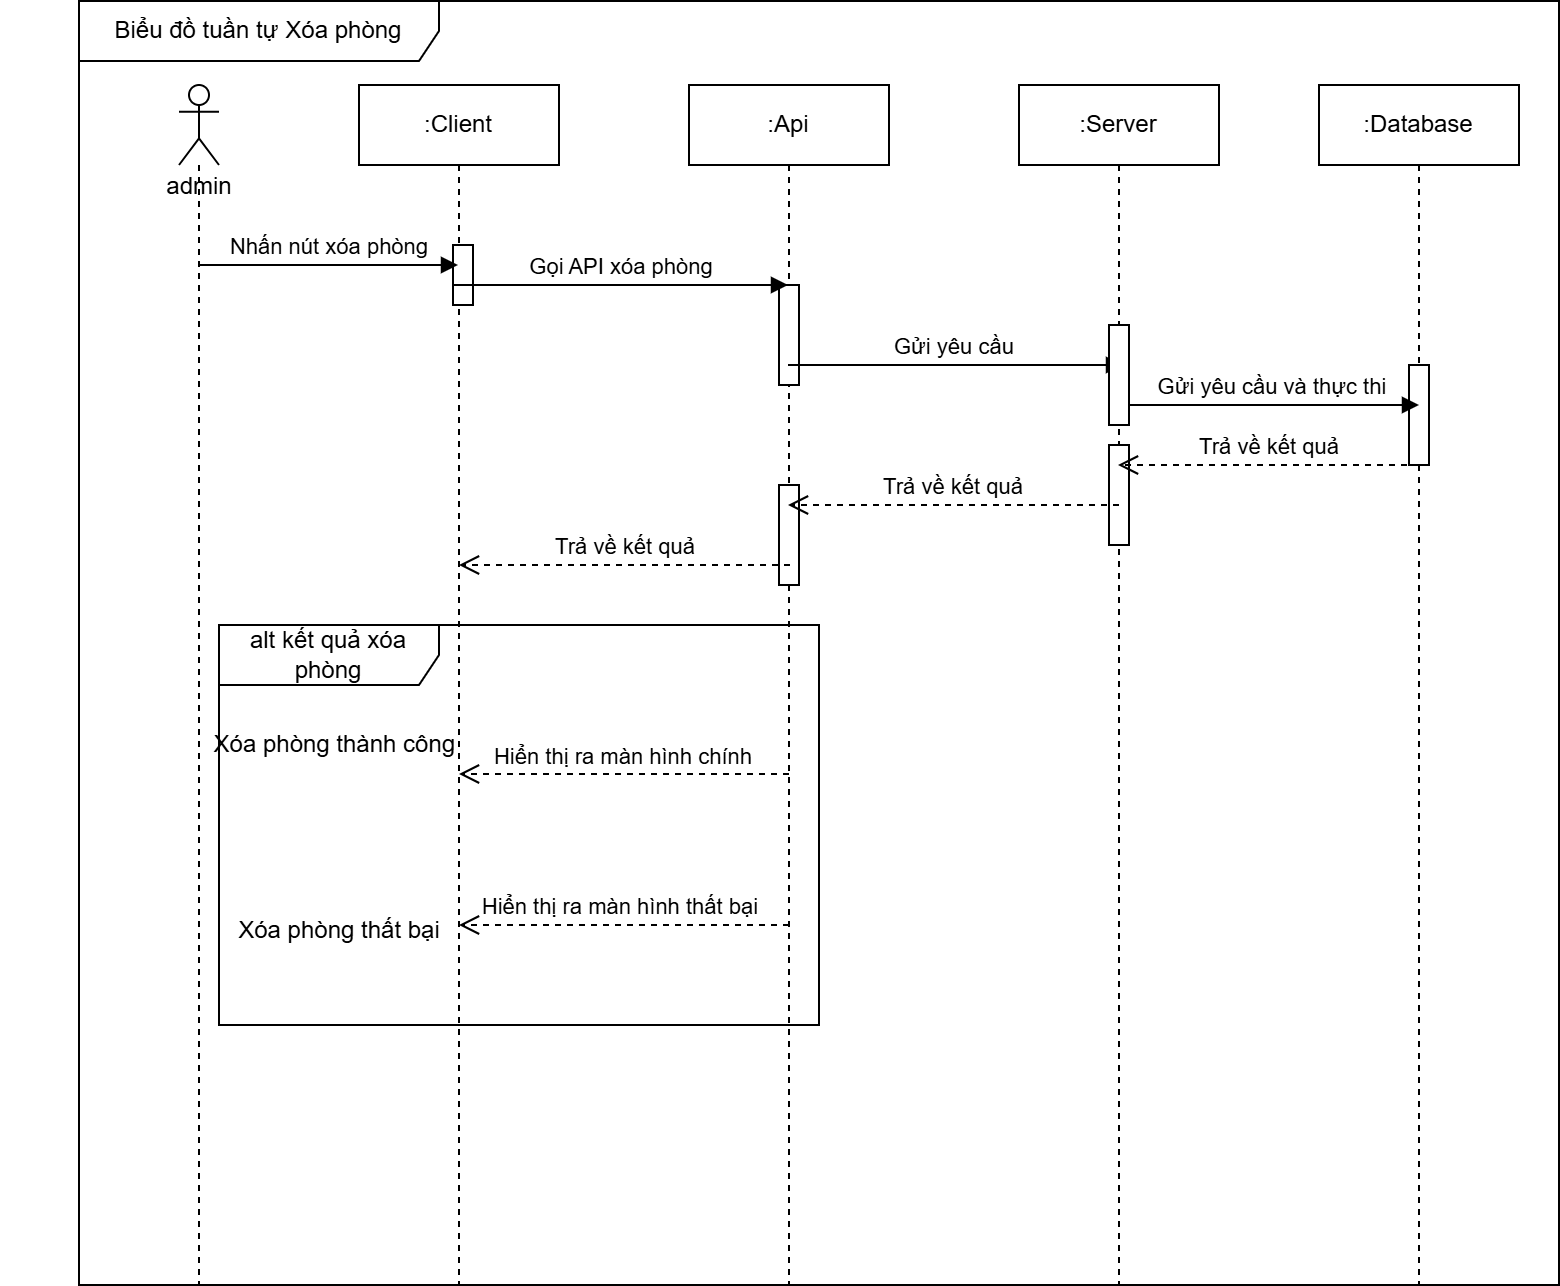 Biểu đồ tuần tự Xóa phòng
:Client
:Api
:Server
:Database
admin
Nhấn nút xóa phòng
Gọi API xóa phòng
Gửi yêu cầu
Gửi yêu cầu và thực thi
Trả về kết quả
Trả về kết quả
Trả về kết quả
alt kết quả xóa
phòng
Xóa phòng thành công
Hiển thị ra màn hình chính
Hiển thị ra màn hình thất bại
Xóa phòng thất bại